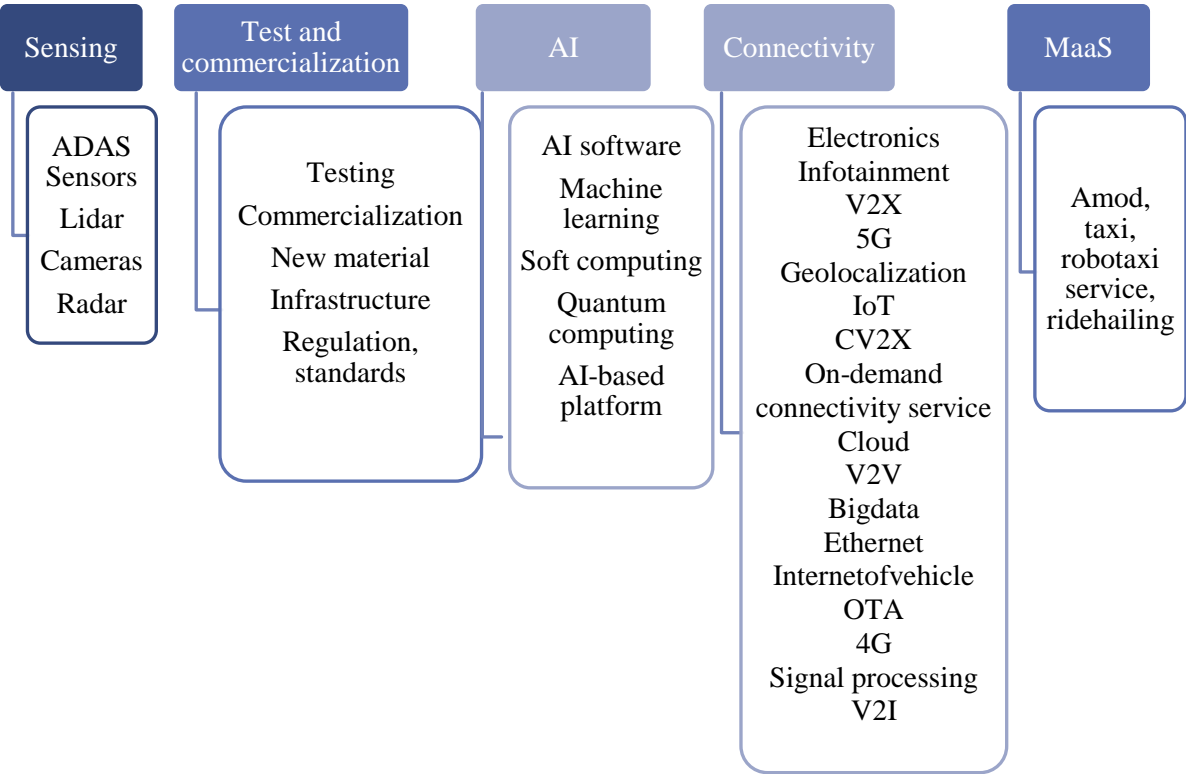 Sensing
ADAS
Sensors
Lidar
Cameras
Radar
Test and
commercialization
Testing
Commercialization
New material
Infrastructure
Regulation,
standards
AI
AI software
Machine
learning
Soft computing
Quantum
computing
AI-based
platform
Connectivity
Electronics
Infotainment
V2X
5G
Geolocalization
IoT
CV2X
On-demand
connectivity service
Cloud
V2V
Bigdata
Ethernet
Internetofvehicle
OTA
4G
Signal processing
V2I
MaaS
Amod,
taxi,
robotaxi
service,
ridehailing